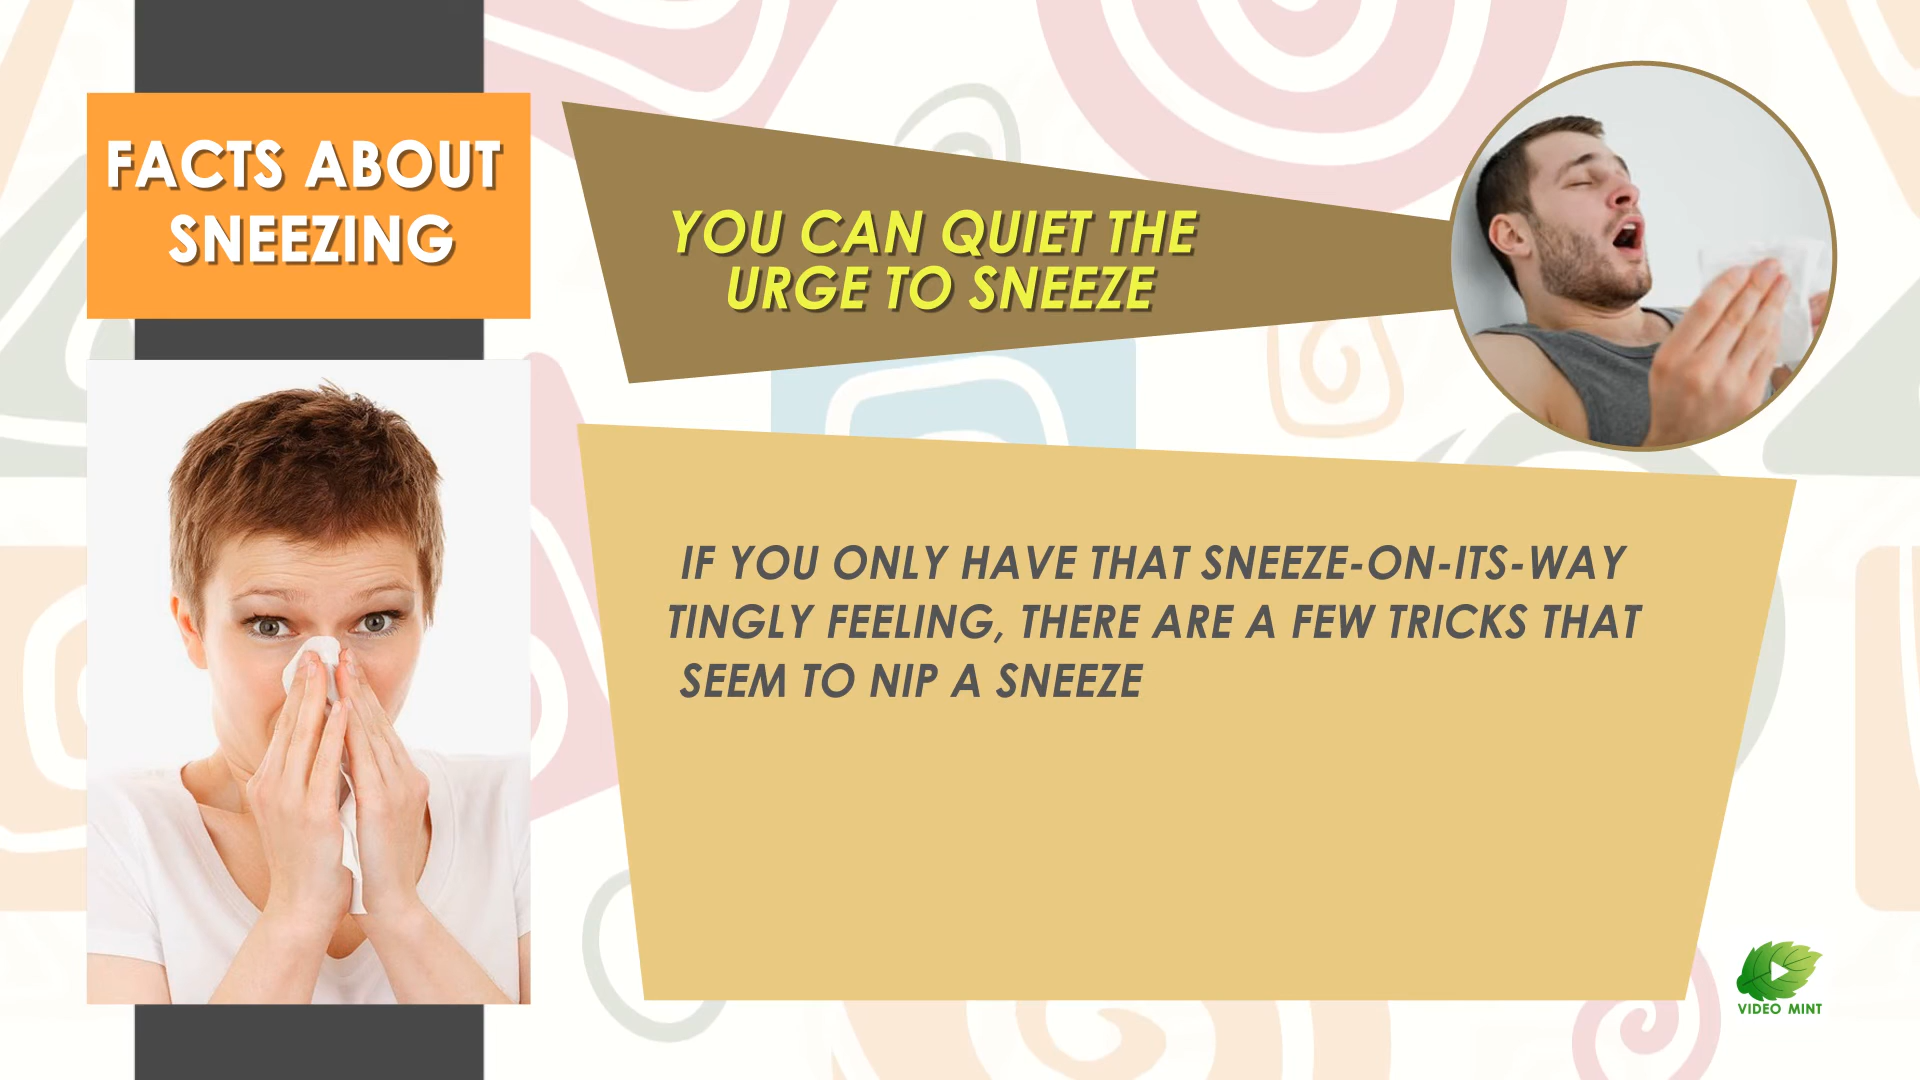 FACTS ABOUT
SNEEZING
YOU CAN QUIET THE
URGE TO SNEEZE
IF YOU ONLY HAVE THAT SNEEZE-ON-ITS-WAY
TINGLY FEELING, THERE ARE A FEW TRICKS THAT
SEEM TO NIP A SNEEZE
VIDEO MINT